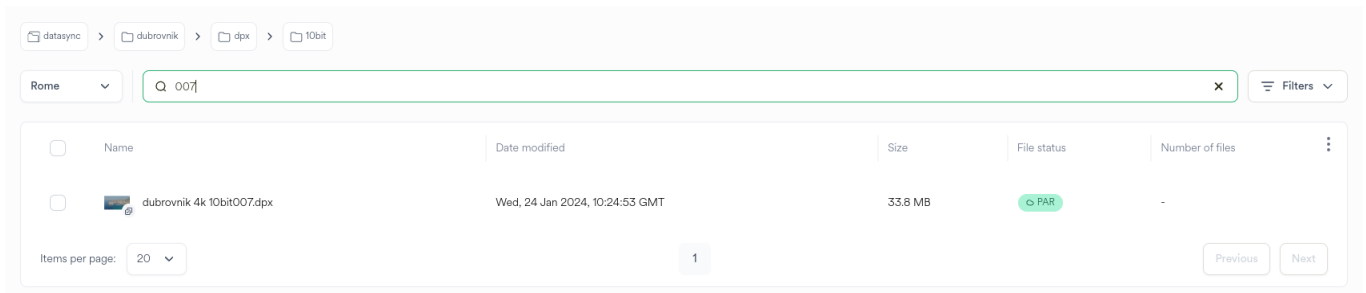 datasync > dubrovnik > dpx > 10bit
Rome 007 Filters
Name Date modified Size File status Number of files
dubrovnik 4k 10bit007.dpx Wed, 24 Jan 2024, 10:24:53 GMT 33.8 MB PAR -
Items per page: 20 1 Previous Next